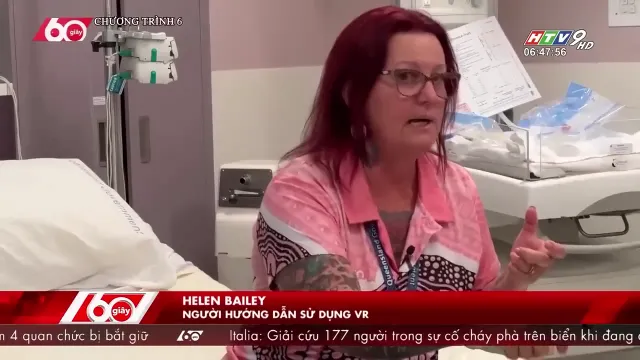 CHƯƠNG TRÌNH 6
60 giây
HTV9 HD
06:47:56
Queensland
HELEN BAILEY
NGƯỜI HƯỚNG DẪN SỬ DỤNG VR
60 giây
n 4 quan chức bị bắt giữ Italia: Giải cứu 177 người trong sự cố cháy phà trên biển khi đang